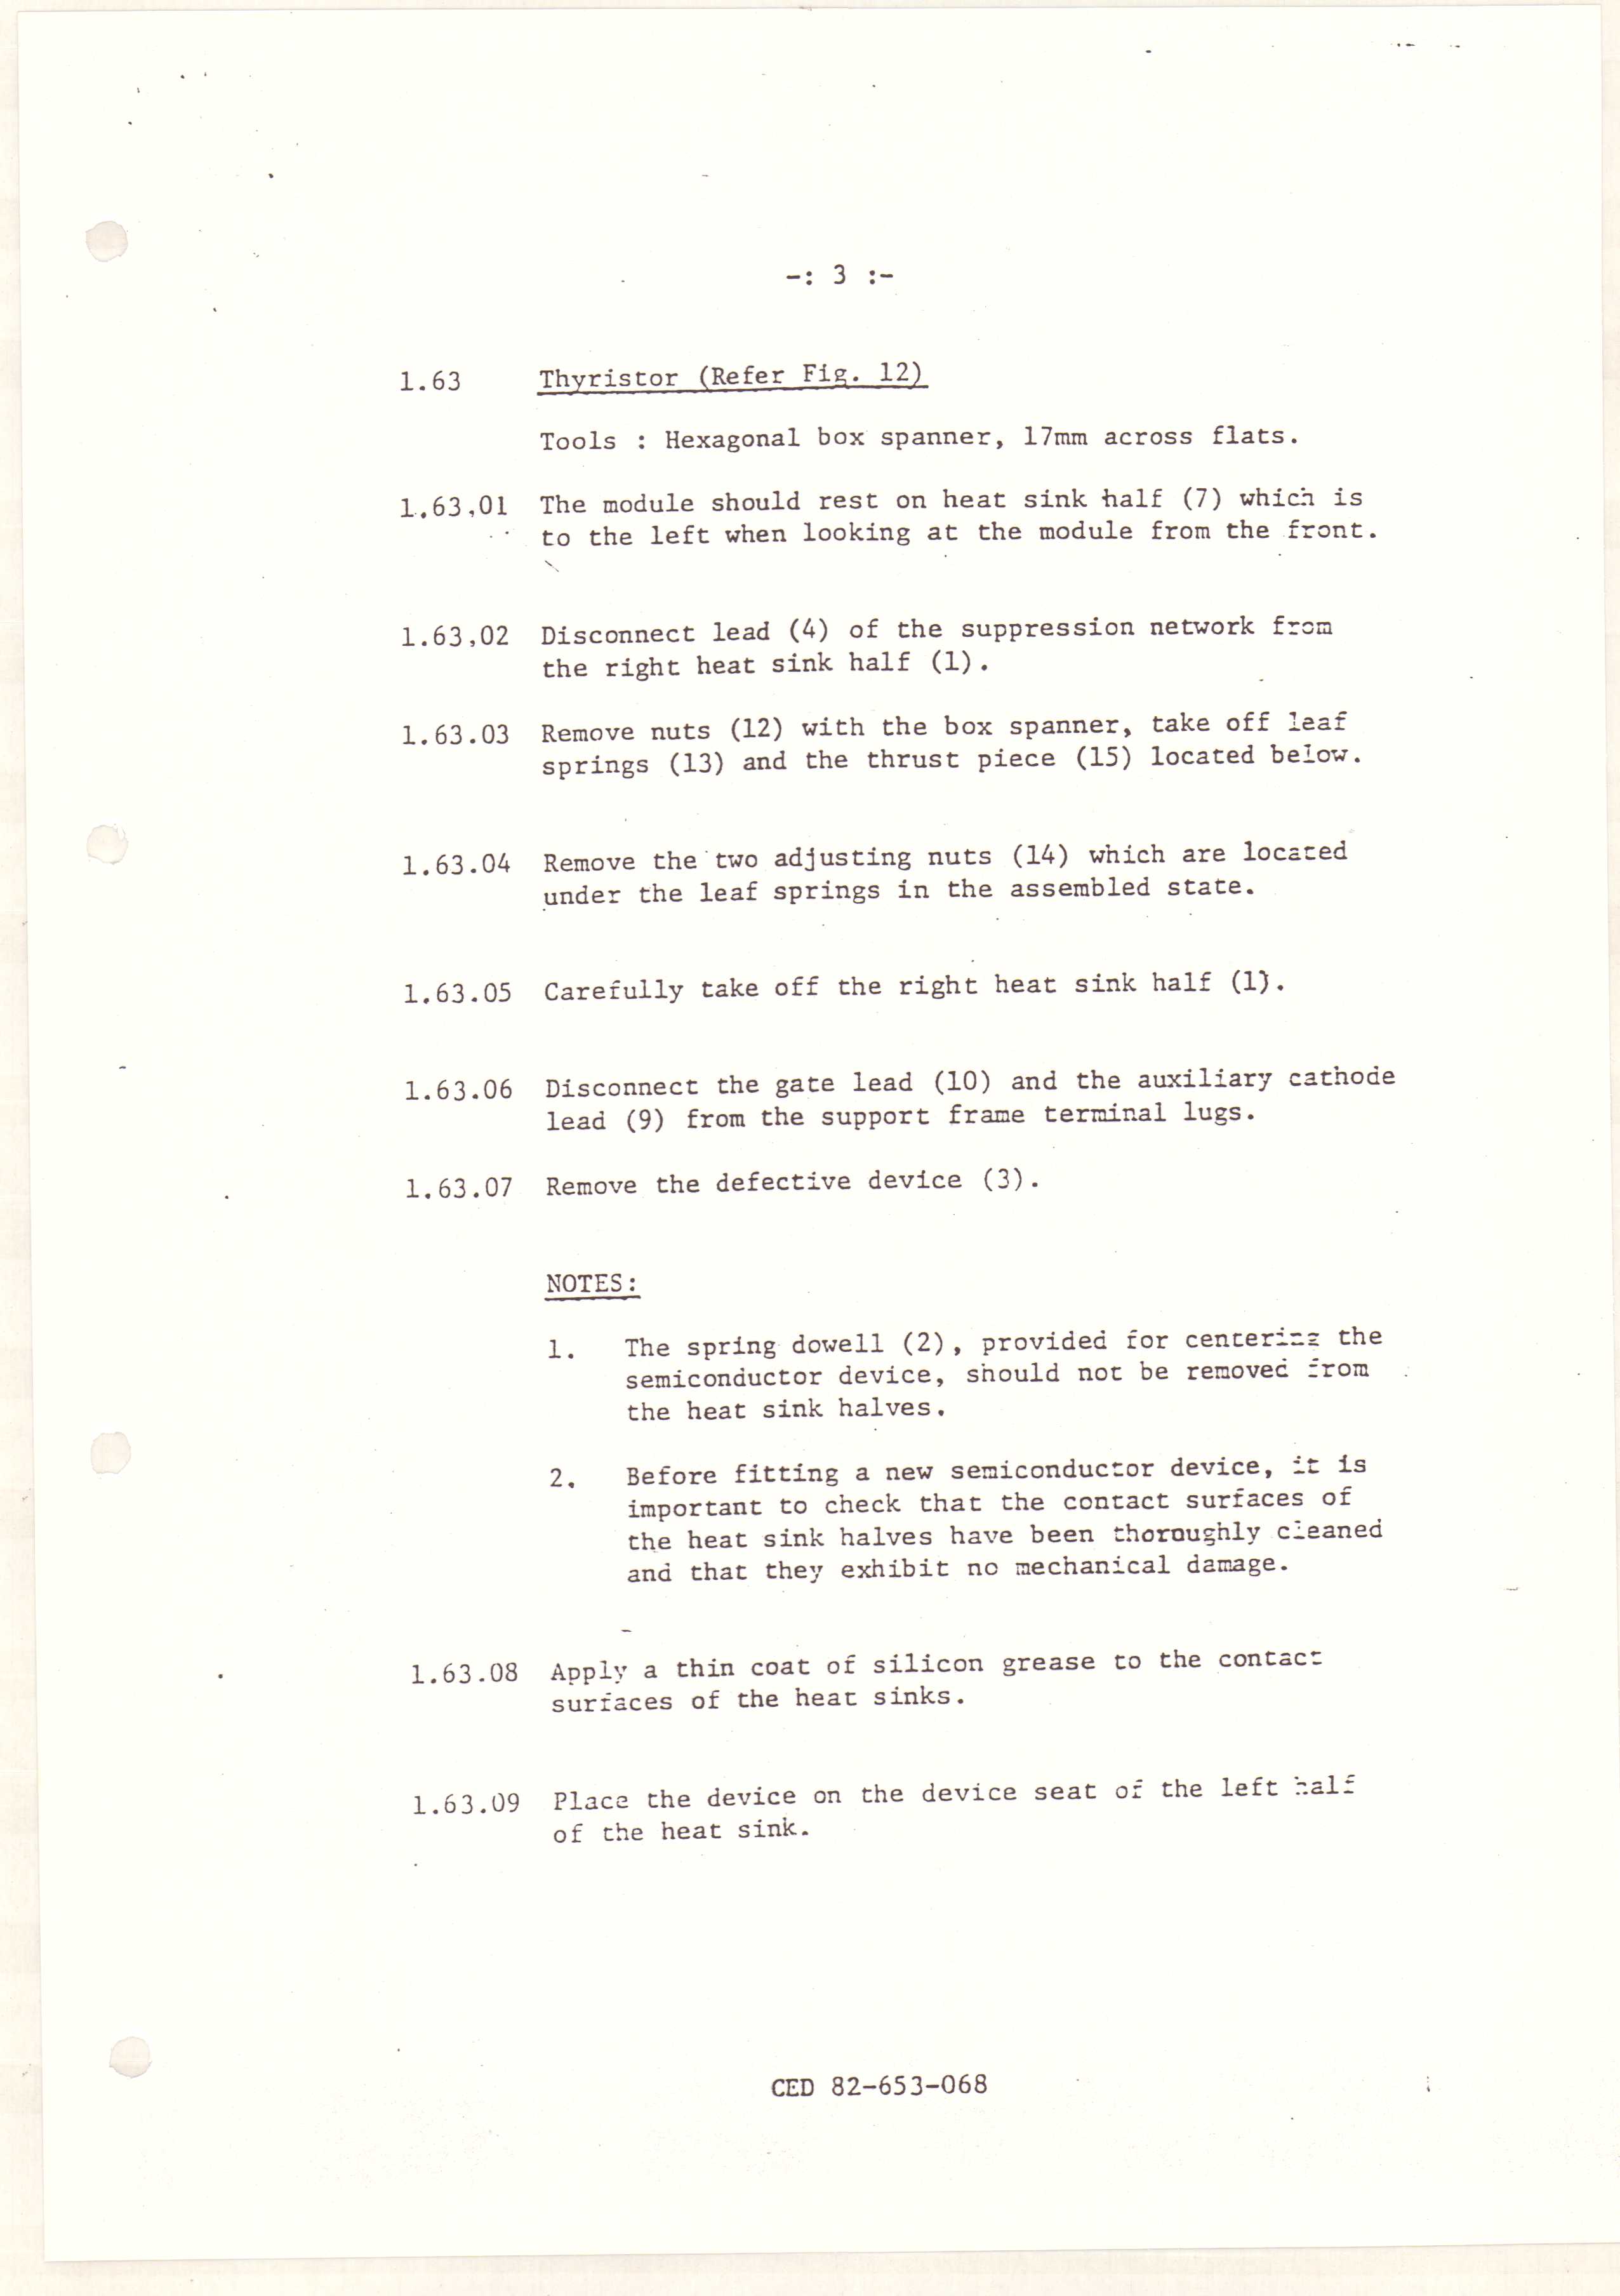 -: 3 :-
1.63 Thyristor (Refer Fig. 12)
Tools : Hexagonal box spanner, 17mm across flats.
1.63,01 The module should rest on heat sink half (7) which is
to the left when looking at the module from the front.
1.63,02 Disconnect lead (4) of the suppression network from
the right heat sink half (1).
1.63.03 Remove nuts (12) with the box spanner, take off leaf
springs (13) and the thrust piece (15) located below.
1.63.04 Remove the two adjusting nuts (14) which are located
under the leaf springs in the assembled state.
1.63.05 Carefully take off the right heat sink half (1).
1.63.06 Disconnect the gate lead (10) and the auxiliary cathode
lead (9) from the support frame terminal lugs.
1.63.07 Remove the defective device (3).
NOTES:
1. The spring dowell (2), provided for centering the
semiconductor device, should not be removed from
the heat sink halves.
2. Before fitting a new semiconductor device, it is
important to check that the contact surfaces of
the heat sink halves have been thoroughly cleaned
and that they exhibit no mechanical damage.
1.63.08 Apply a thin coat of silicon grease to the contact
surfaces of the heat sinks.
1.63.09 Place the device on the device seat of the left half
of the heat sink.
CED 82-653-068